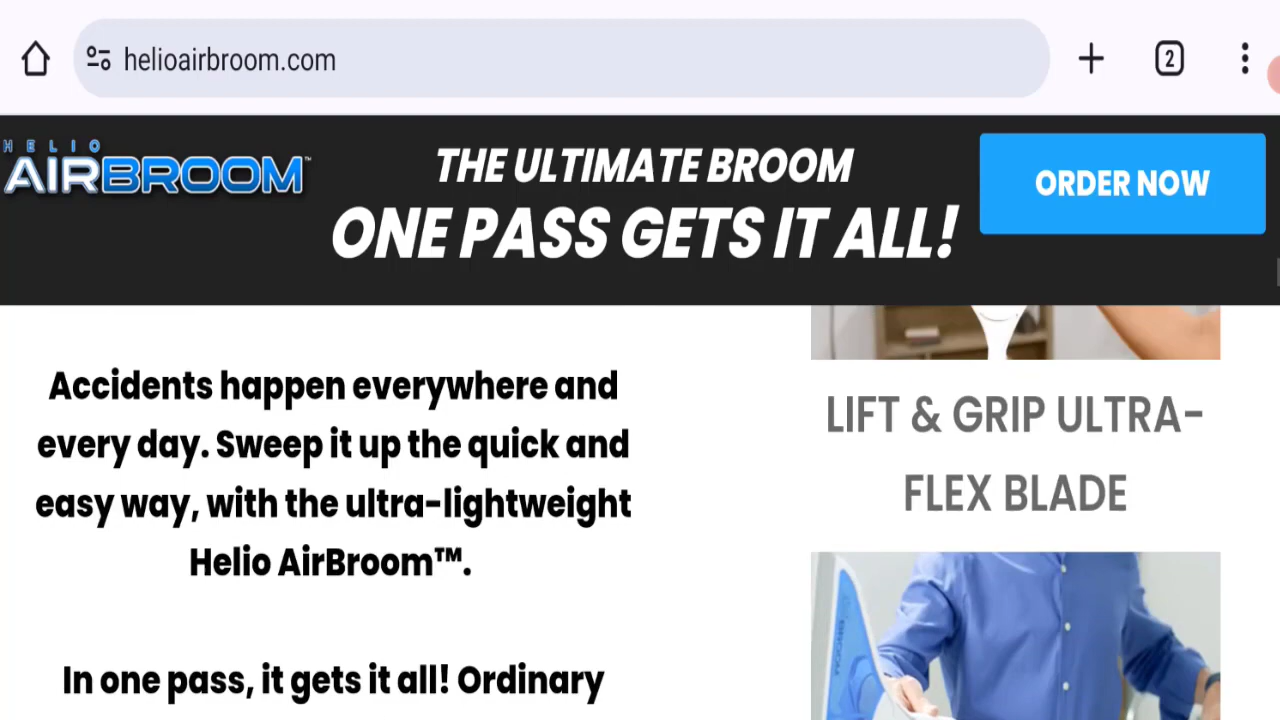 helioairbroom.com
2
HELIO
AIRBROOM™
THE ULTIMATE BROOM
ONE PASS GETS IT ALL!
ORDER NOW
Accidents happen everywhere and
every day. Sweep it up the quick and
easy way, with the ultra-lightweight
Helio AirBroom™.
In one pass, it gets it all! Ordinary
LIFT & GRIP ULTRA-
FLEX BLADE